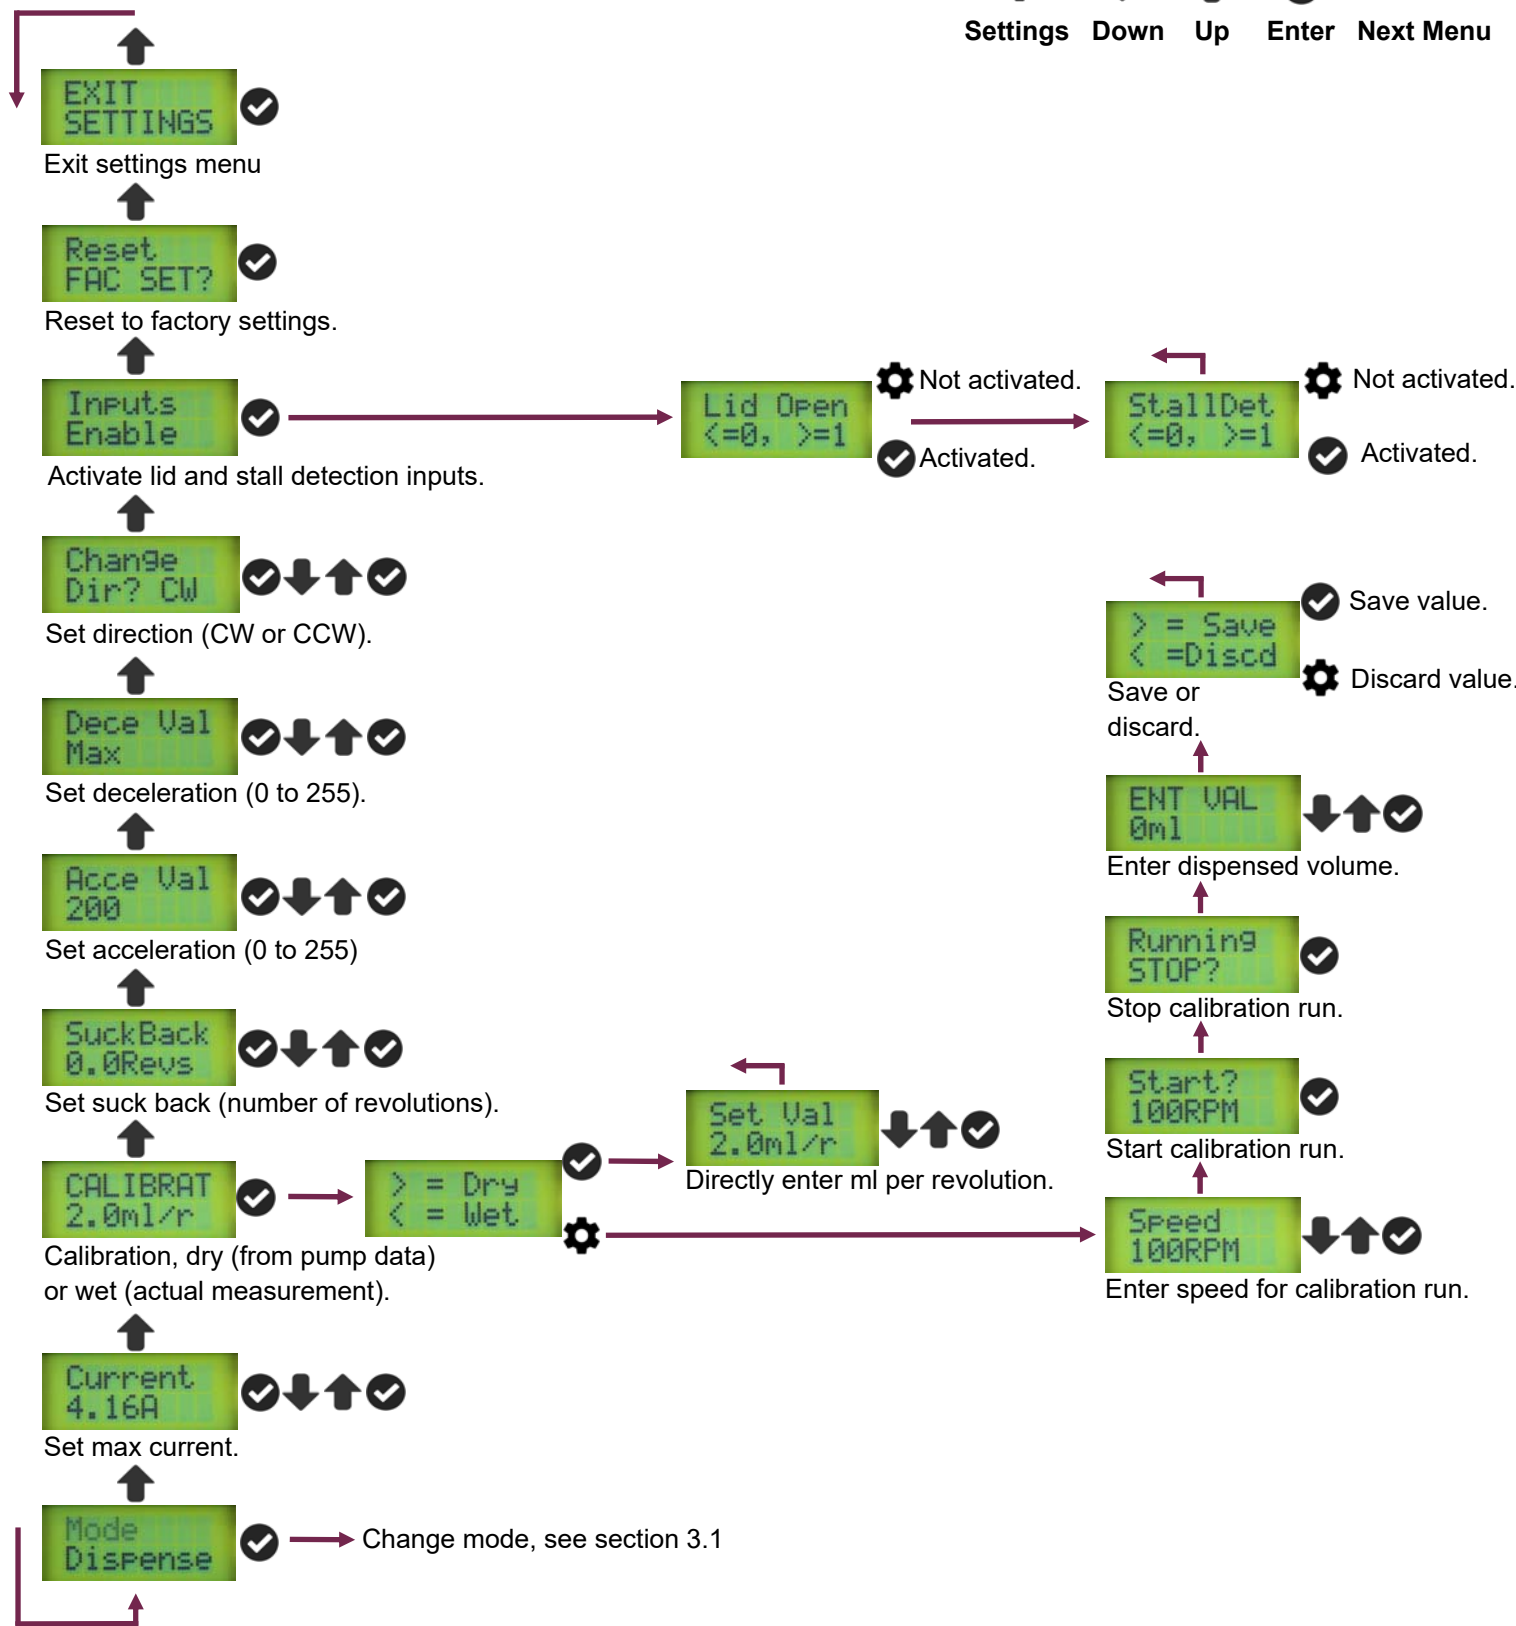 Settings Down Up Enter Next Menu
EXIT
SETTINGS
Exit settings menu
Reset
FAC SET?
Reset to factory settings.
Inputs
Enable
Activate lid and stall detection inputs.
Lid Open
<=0, >=1
Not activated.
Activated.
StallDet
<=0, >=1
Not activated.
Activated.
Change
Dir? CW
Set direction (CW or CCW).
Dece Val
Max
Set deceleration (0 to 255).
Acce Val
200
Set acceleration (0 to 255)
SuckBack
0.0Revs
Set suck back (number of revolutions).
CALIBRAT
2.0ml/r
Calibration, dry (from pump data)
or wet (actual measurement).
> = Dry
< = Wet
Set Val
2.0ml/r
Directly enter ml per revolution.
> = Save
< =Discd
Save value.
Discard value.
Save or
discard.
ENT VAL
0ml
Enter dispensed volume.
Running
STOP?
Stop calibration run.
Start?
100RPM
Start calibration run.
Speed
100RPM
Enter speed for calibration run.
Current
4.16A
Set max current.
Mode
Dispense
Change mode, see section 3.1